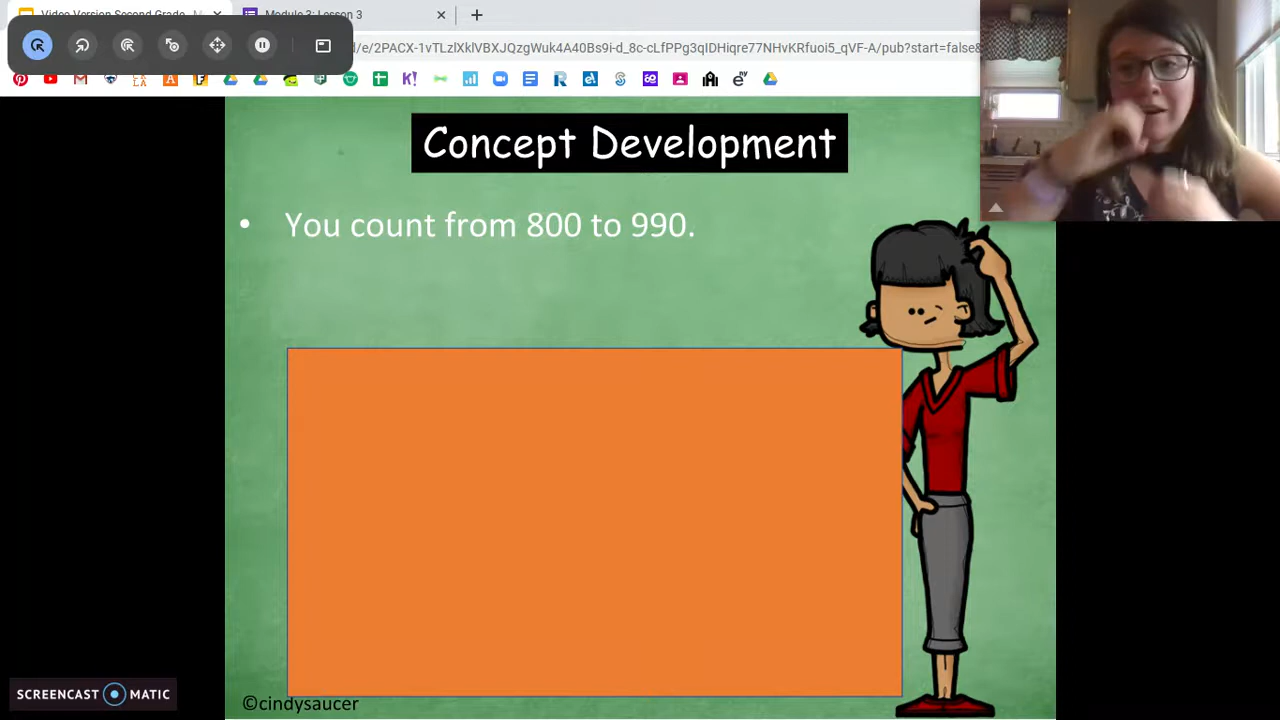 Video Version Second Grade
Module 3: Lesson 3
/e/2PACX-1vTLzlXklVBXJQzgWuk4A40Bs9i-d_8c-cLfPPg3qIDHiqre77NHvKRfuoi5_qVF-A/pub?start=false&
Concept Development
• You count from 800 to 990.
SCREENCAST MATIC
©cindysaucer